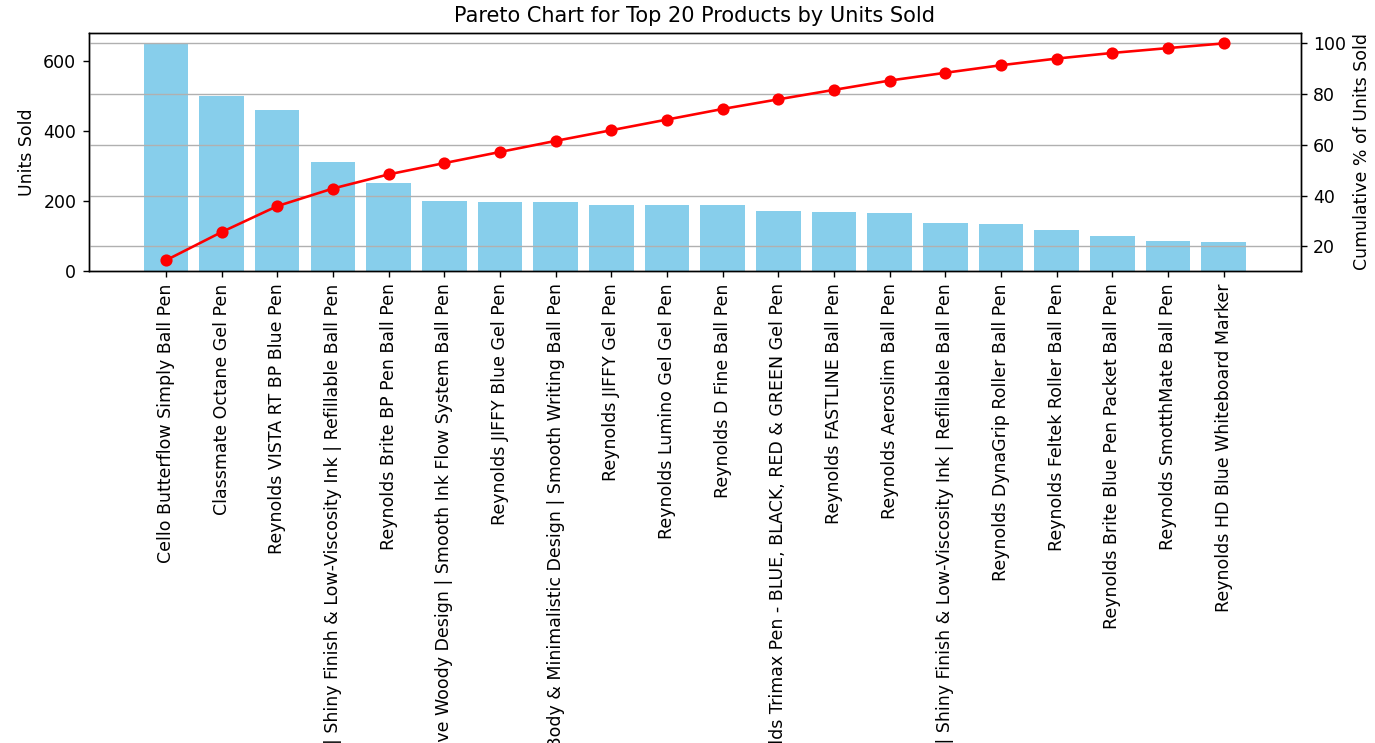 Pareto Chart for Top 20 Products by Units Sold
Units Sold
600
400
200
0
Cumulative % of Units Sold
100
80
60
40
20
Cello Butterflow Simply Ball Pen
Classmate Octane Gel Pen
Reynolds VISTA RT BP Blue Pen
| Shiny Finish & Low-Viscosity Ink | Refillable Ball Pen
Reynolds Brite BP Pen Ball Pen
ve Woody Design | Smooth Ink Flow System Ball Pen
Reynolds JIFFY Blue Gel Pen
Body & Minimalistic Design | Smooth Writing Ball Pen
Reynolds JIFFY Gel Pen
Reynolds Lumino Gel Gel Pen
Reynolds D Fine Ball Pen
lds Trimax Pen - BLUE, BLACK, RED & GREEN Gel Pen
Reynolds FASTLINE Ball Pen
Reynolds Aeroslim Ball Pen
| Shiny Finish & Low-Viscosity Ink | Refillable Ball Pen
Reynolds DynaGrip Roller Ball Pen
Reynolds Feltek Roller Ball Pen
Reynolds Brite Blue Pen Packet Ball Pen
Reynolds SmotthMate Ball Pen
Reynolds HD Blue Whiteboard Marker